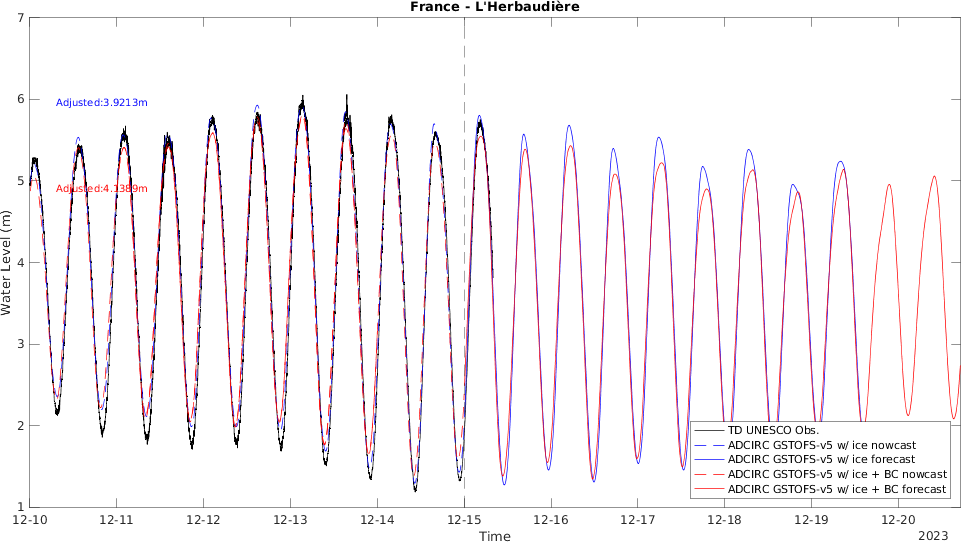 France - L'Herbaudière
7
6
5
4
3
2
1
Water Level (m)
Adjusted:3.9213m
Adjusted:4.1389m
TD UNESCO Obs.
ADCIRC GSTOFS-v5 w/ ice nowcast
ADCIRC GSTOFS-v5 w/ ice forecast
ADCIRC GSTOFS-v5 w/ ice + BC nowcast
ADCIRC GSTOFS-v5 w/ ice + BC forecast
12-10 12-11 12-12 12-13 12-14 12-15 12-16 12-17 12-18 12-19 12-20
Time
2023